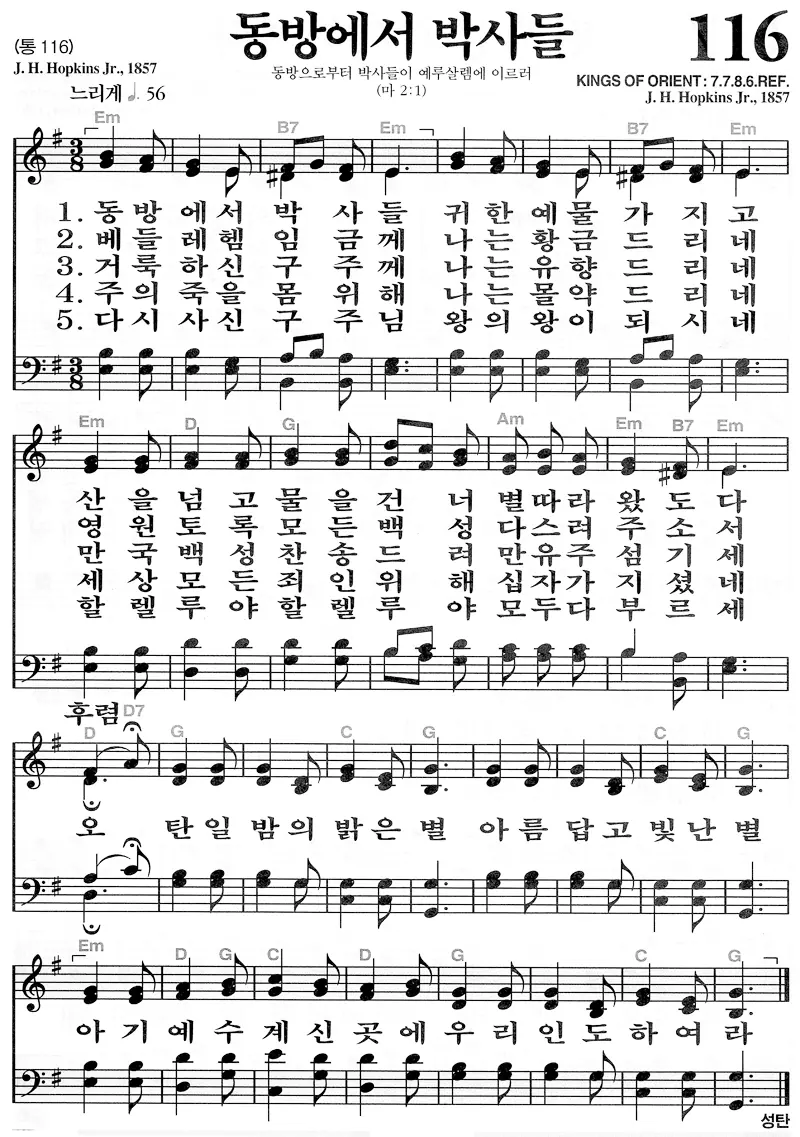 (통 116)
동방에서 박사들
116
J. H. Hopkins Jr., 1857
동방으로부터 박사들이 예루살렘에 이르러
(마 2:1)
KINGS OF ORIENT : 7.7.8.6.REF.
J. H. Hopkins Jr., 1857
느리게 ♩. 56
Em B7 Em B7 Em
3/8
1. 동 방 에 서 박 사 들 귀 한 예 물 가 지 고
2. 베 들 레 헴 임 금 께 나 는 황 금 드 리 네
3. 거 룩 하 신 구 주 께 나 는 유 향 드 리 네
4. 주 의 죽 을 몸 위 해 나 는 몰 약 드 리 네
5. 다 시 사 신 구 주 님 왕 의 왕 이 되 시 네
3/8
Em D G Am Em B7 Em
산 을 넘 고 물 을 건 너 별 따 라 왔 도 다
영 원 토 록 모 든 백 성 다 스 려 주 소 서
만 국 백 성 찬 송 드 려 만 유 주 섬 기 세
세 상 모 든 죄 인 위 해 십 자 가 지 셨 네
할 렐 루 야 할 렐 루 야 모 두 다 부 르 세
후렴
D D7 G C G C G
오 탄 일 밤 의 밝 은 별 아 름 답 고 빛 난 별
Em D G C D G C G
아 기 예 수 계 신 곳 에 우 리 인 도 하 여 라
성탄